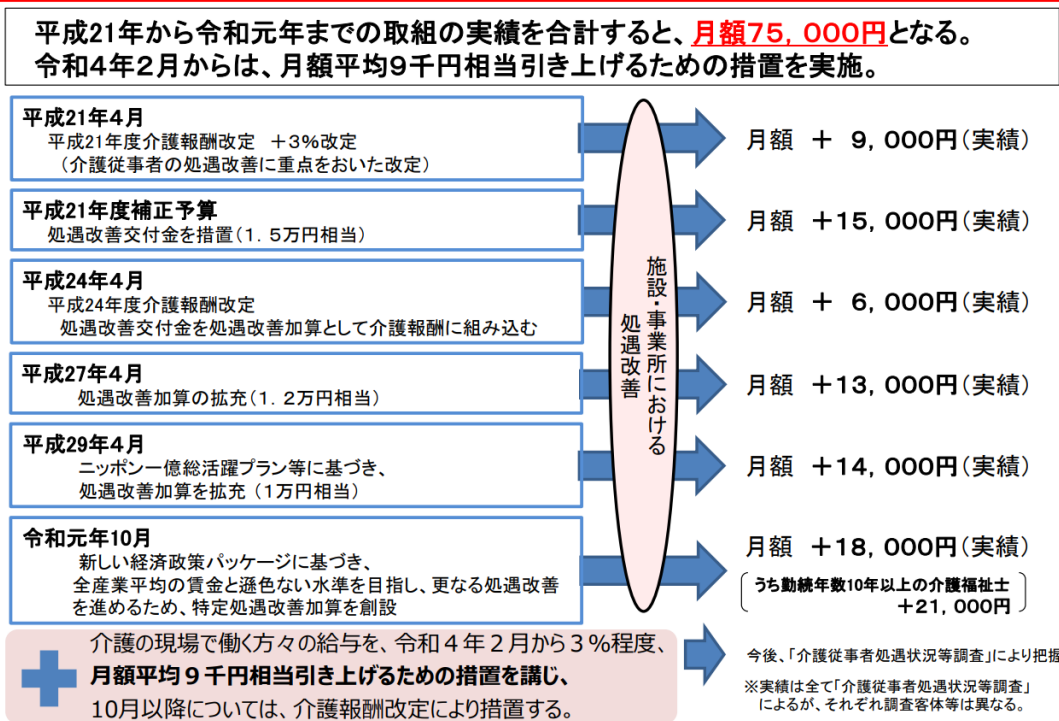 平成21年から令和元年までの取組の実績を合計すると、月額75,000円となる。
令和4年2月からは、月額平均9千円相当引き上げるための措置を実施。
平成21年4月
平成21年度介護報酬改定 +3%改定
(介護従事者の処遇改善に重点をおいた改定)
月額 + 9,000円(実績)
平成21年度補正予算
処遇改善交付金を措置(1.5万円相当)
月額 +15,000円(実績)
平成24年4月
平成24年度介護報酬改定
処遇改善交付金を処遇改善加算として介護報酬に組み込む
月額 + 6,000円(実績)
平成27年4月
処遇改善加算の拡充(1.2万円相当)
月額 +13,000円(実績)
平成29年4月
ニッポン一億総活躍プラン等に基づき、
処遇改善加算を拡充(1万円相当)
月額 +14,000円(実績)
令和元年10月
新しい経済政策パッケージに基づき、
全産業平均の賃金と遜色ない水準を目指し、更なる処遇改善
を進めるため、特定処遇改善加算を創設
月額 +18,000円(実績)
うち勤続年数10年以上の介護福祉士
+21,000円
施設・事業所における
処遇改善
介護の現場で働く方々の給与を、令和4年2月から3%程度、
月額平均9千円相当引き上げるための措置を講じ、
10月以降については、介護報酬改定により措置する。
今後、「介護従事者処遇状況等調査」により把握
※実績は全て「介護従事者処遇状況等調査」
によるが、それぞれ調査客体等は異なる。